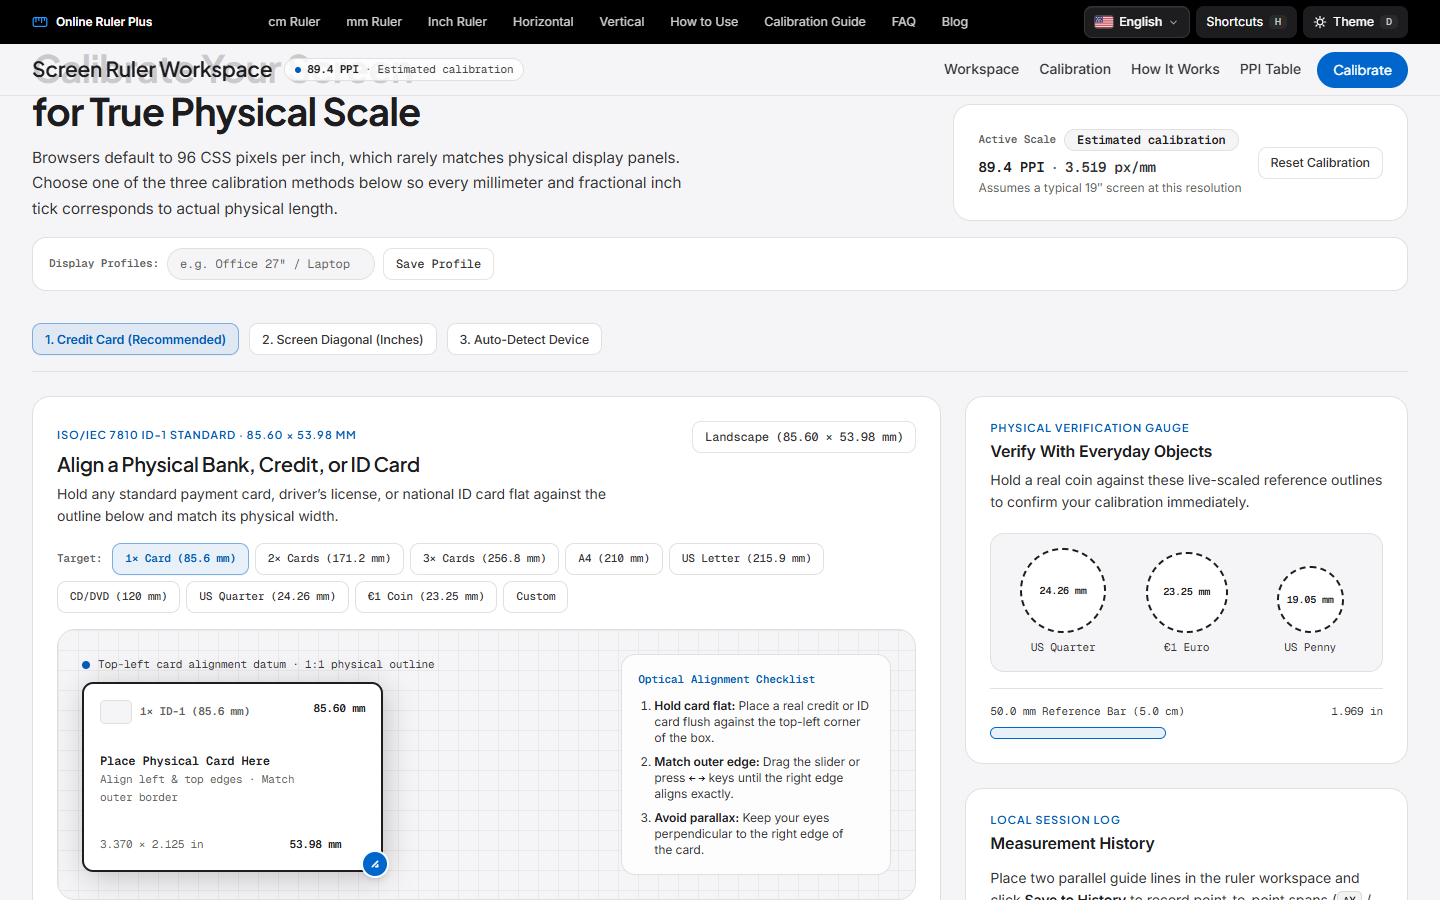 Online Ruler Plus
cm Ruler
mm Ruler
Inch Ruler
Horizontal
Vertical
How to Use
Calibration Guide
FAQ
Blog
English
Shortcuts H
Theme D
Calibrate Your Screen
Screen Ruler Workspace
89.4 PPI · Estimated calibration
Workspace
Calibration
How It Works
PPI Table
Calibrate
for True Physical Scale
Browsers default to 96 CSS pixels per inch, which rarely matches physical display panels.
Choose one of the three calibration methods below so every millimeter and fractional inch
tick corresponds to actual physical length.
Active Scale Estimated calibration
89.4 PPI · 3.519 px/mm
Assumes a typical 19" screen at this resolution
Reset Calibration
Display Profiles: e.g. Office 27" / Laptop Save Profile
1. Credit Card (Recommended)
2. Screen Diagonal (Inches)
3. Auto-Detect Device
ISO/IEC 7810 ID-1 STANDARD · 85.60 × 53.98 MM
Landscape (85.60 × 53.98 mm)
Align a Physical Bank, Credit, or ID Card
Hold any standard payment card, driver's license, or national ID card flat against the
outline below and match its physical width.
Target: 1× Card (85.6 mm) 2× Cards (171.2 mm) 3× Cards (256.8 mm) A4 (210 mm) US Letter (215.9 mm)
CD/DVD (120 mm) US Quarter (24.26 mm) €1 Coin (23.25 mm) Custom
Top-left card alignment datum · 1:1 physical outline
1× ID-1 (85.6 mm) 85.60 mm
Place Physical Card Here
Align left & top edges · Match
outer border
3.370 × 2.125 in 53.98 mm
Optical Alignment Checklist
1. Hold card flat: Place a real credit or ID
card flush against the top-left corner
of the box.
2. Match outer edge: Drag the slider or
press ←→ keys until the right edge
aligns exactly.
3. Avoid parallax: Keep your eyes
perpendicular to the right edge of
the card.
PHYSICAL VERIFICATION GAUGE
Verify With Everyday Objects
Hold a real coin against these live-scaled reference outlines
to confirm your calibration immediately.
24.26 mm 23.25 mm 19.05 mm
US Quarter €1 Euro US Penny
50.0 mm Reference Bar (5.0 cm) 1.969 in
LOCAL SESSION LOG
Measurement History
Place two parallel guide lines in the ruler workspace and
click Save to History to record point-to-point spans (